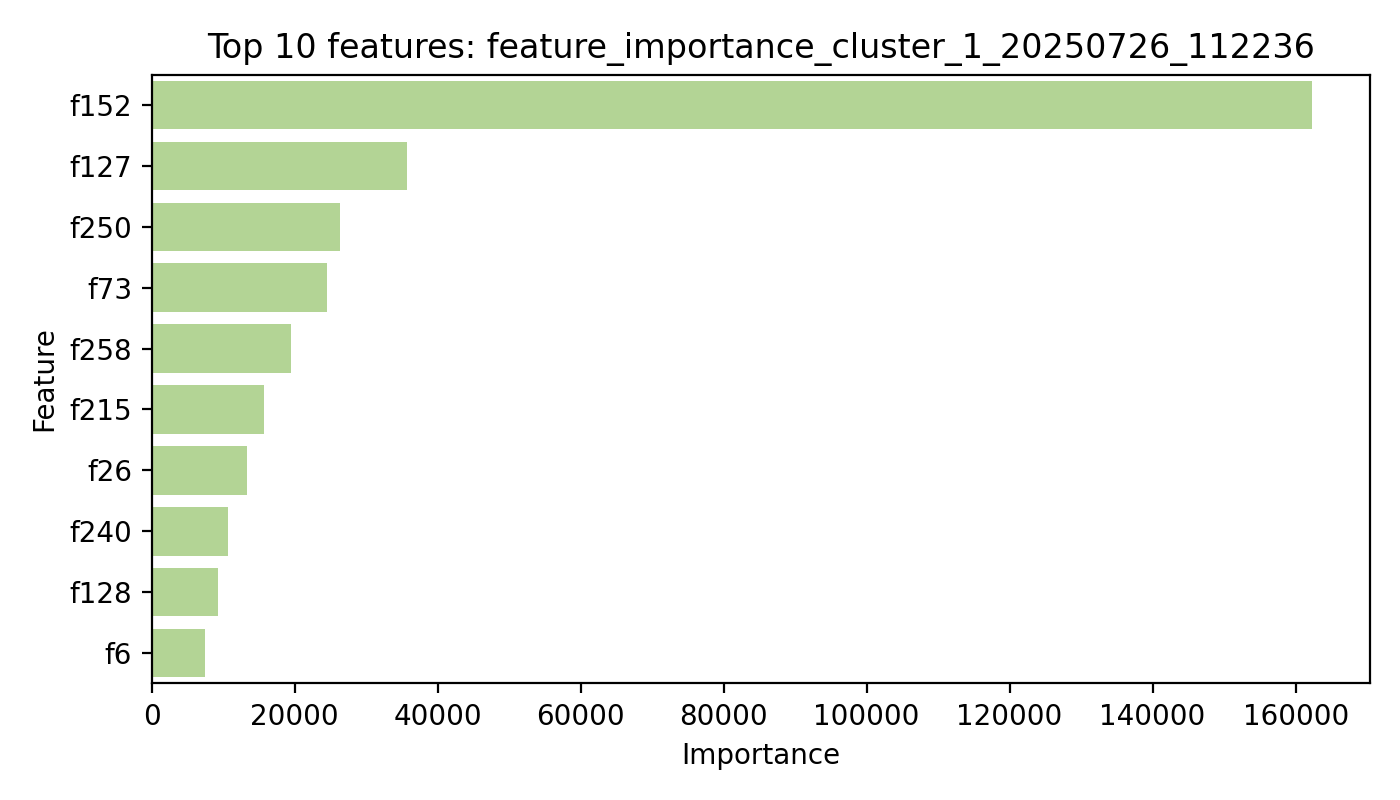 Top 10 features: feature_importance_cluster_1_20250726_112236
f152
f127
f250
f73
f258
f215
f26
f240
f128
f6
Feature
0 20000 40000 60000 80000 100000 120000 140000 160000
Importance